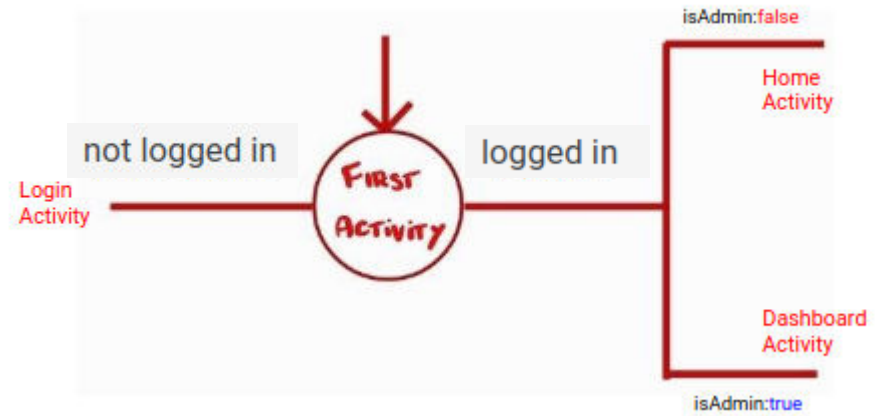 isAdmin:false
Home
Activity
not logged in
logged in
FIRST
ACTIVITY
Login
Activity
Dashboard
Activity
isAdmin:true